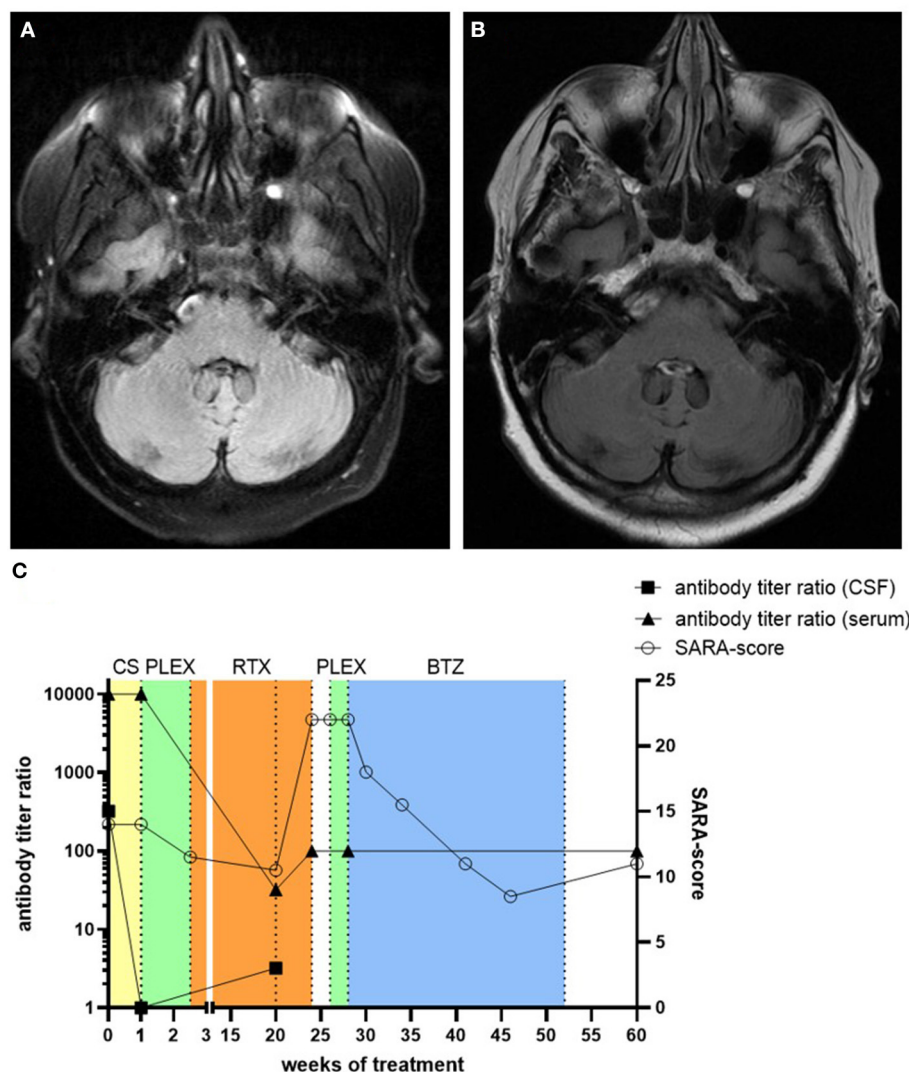 A
B
C
antibody titer ratio (CSF)
antibody titer ratio (serum)
SARA-score
CS PLEX RTX PLEX BTZ
10000
1000
100
10
1
antibody titer ratio
25
20
15
10
5
0
SARA-score
0 1 2 3 15 20 25 30 35 40 45 50 55 60
weeks of treatment